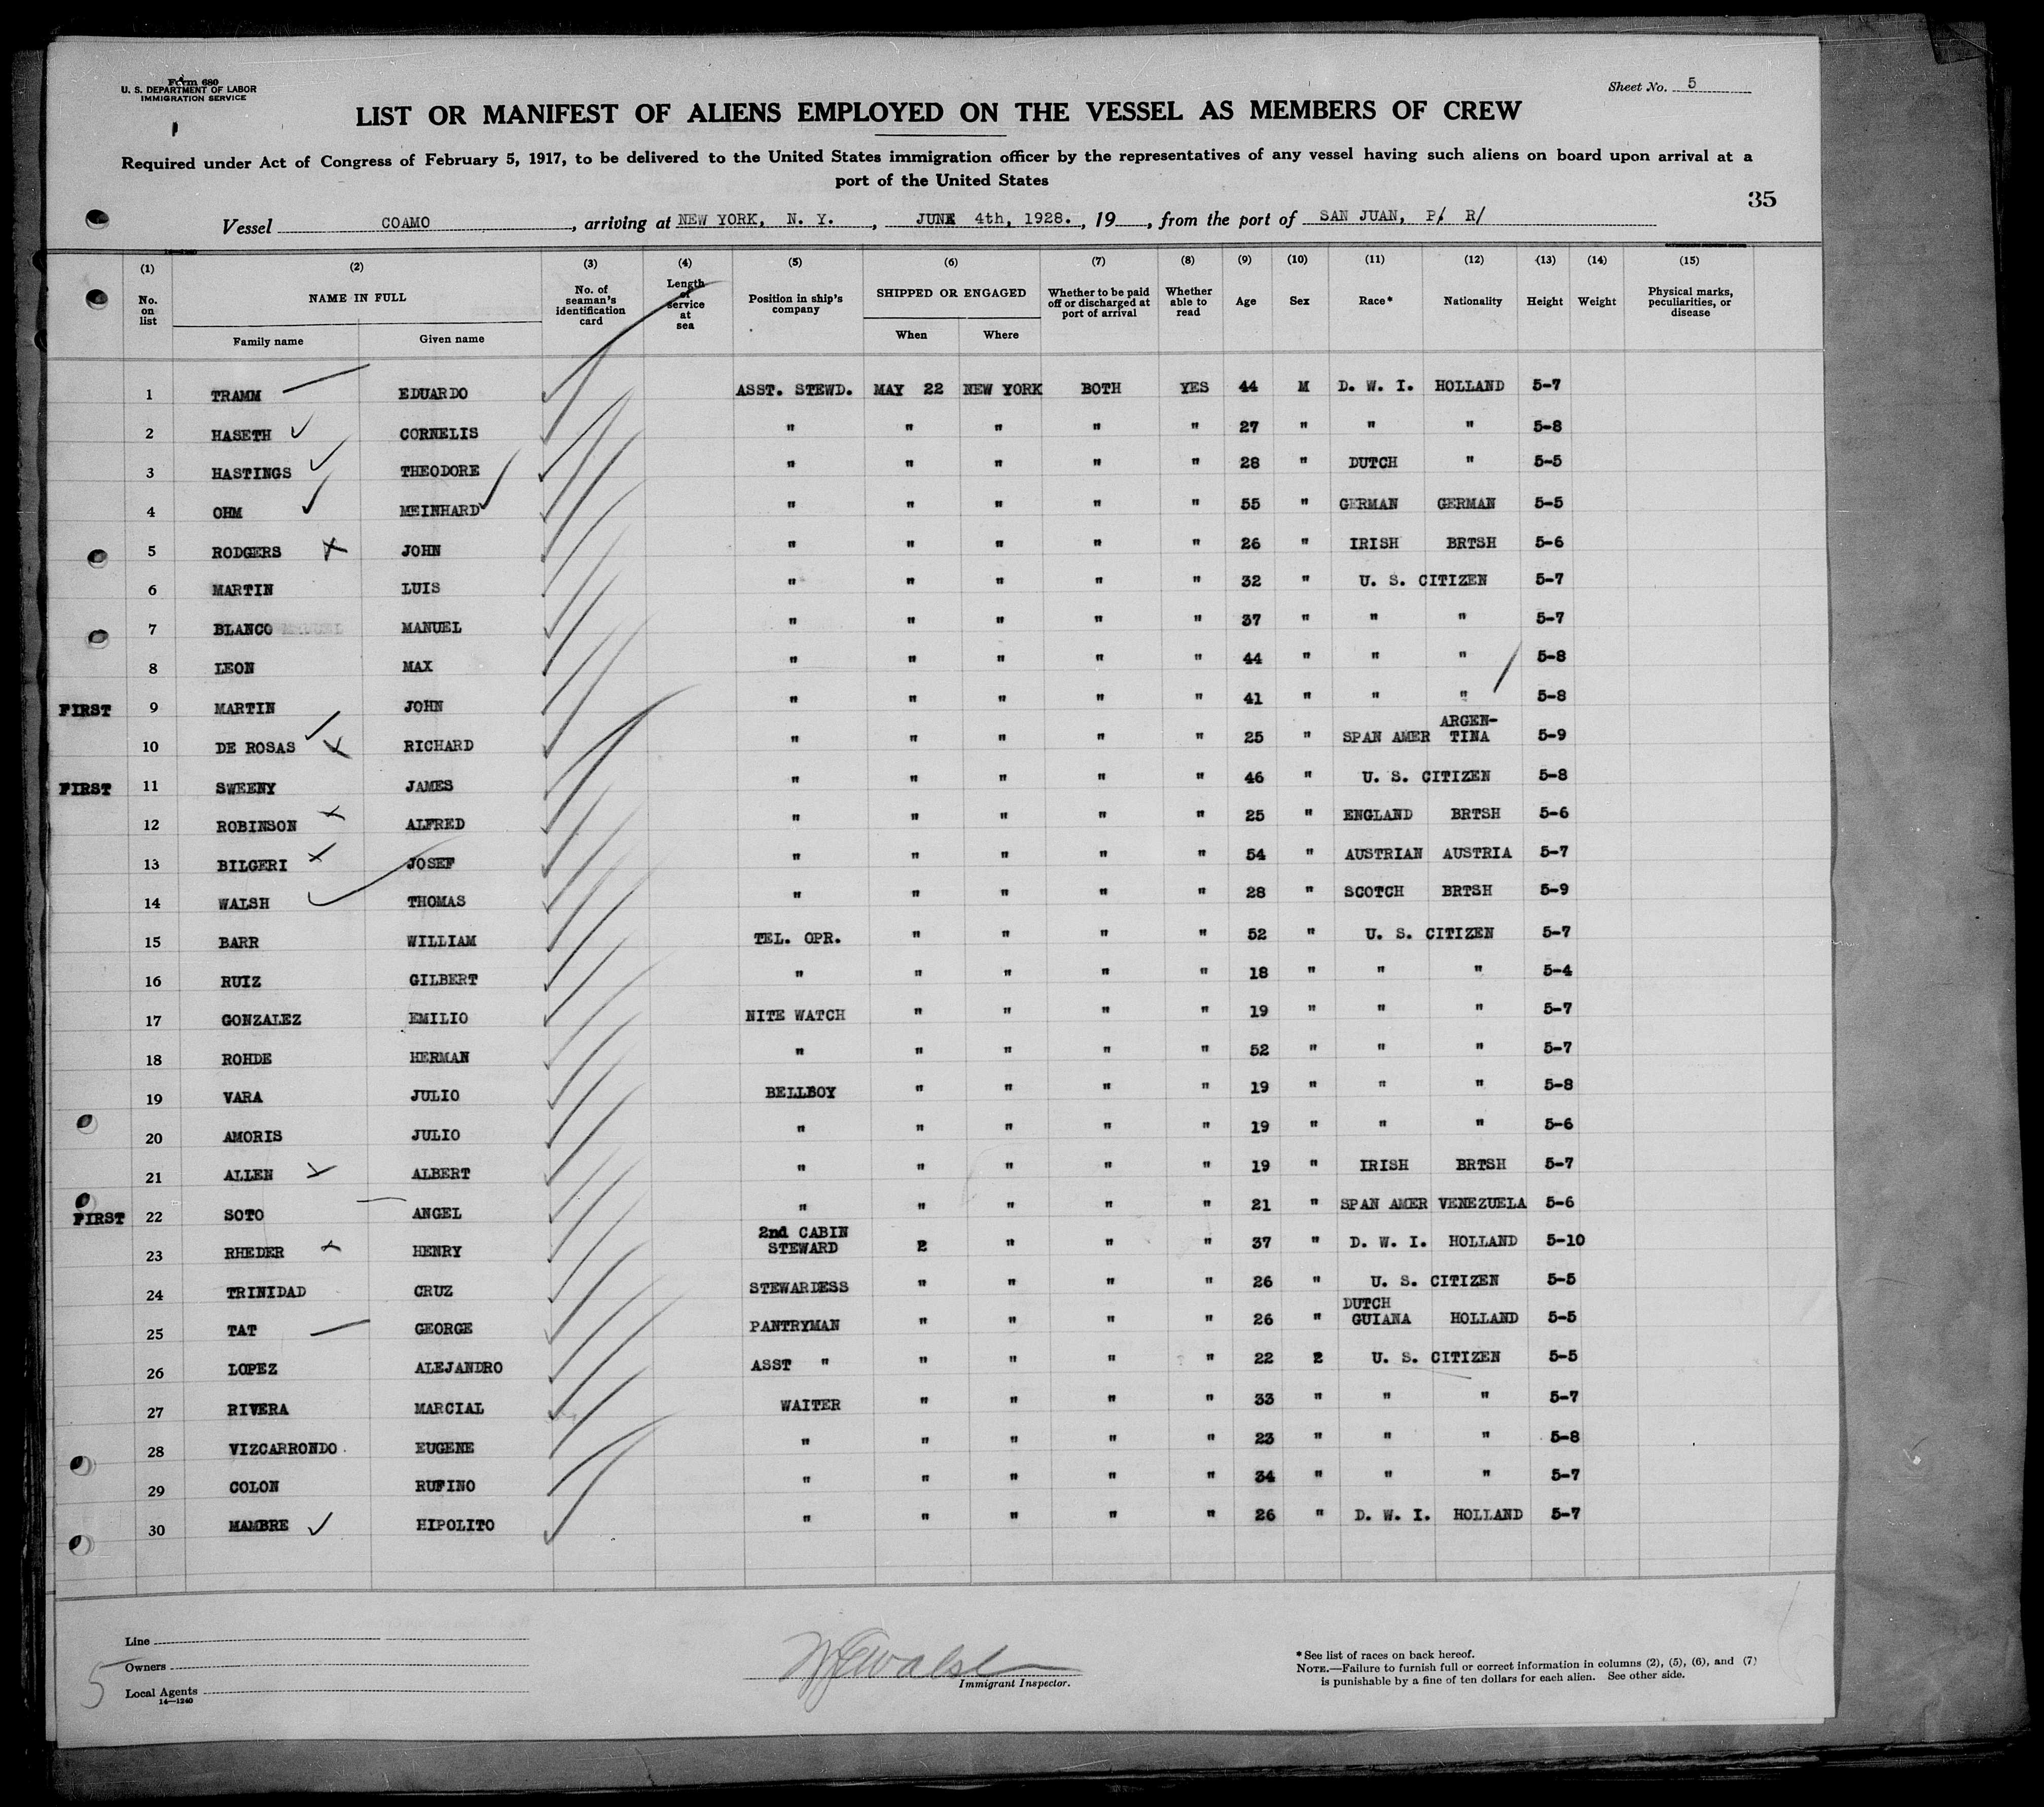 Form 680
U. S. DEPARTMENT OF LABOR
IMMIGRATION SERVICE
Sheet No. 5
LIST OR MANIFEST OF ALIENS EMPLOYED ON THE VESSEL AS MEMBERS OF CREW
Required under Act of Congress of February 5, 1917, to be delivered to the United States immigration officer by the representatives of any vessel having such aliens on board upon arrival at a
port of the United States
35
Vessel COAMO, arriving at NEW YORK, N. Y., JUNE 4th, 1928., 19, from the port of SAN JUAN, P/ R/
(1) (2) (3) (4) (5) (6) (7) (8) (9) (10) (11) (12) (13) (14) (15)
No. on list NAME IN FULL Family name Given name No. of seaman's identification card Length of service at sea Position in ship's company SHIPPED OR ENGAGED When Where Whether to be paid off or discharged at port of arrival Whether able to read Age Sex Race* Nationality Height Weight Physical marks, peculiarities, or disease
1 TRAMM EDUARDO ASST. STEWD. MAY 22 NEW YORK BOTH YES 44 M D. W. I. HOLLAND 5-7
2 HASETH CORNELIS " " " " " 27 " " " 5-8
3 HASTINGS THEODORE " " " " " 28 " DUTCH " 5-5
4 OHM MEINHARD " " " " " 55 " GERMAN GERMAN 5-5
5 RODGERS JOHN " " " " " 26 " IRISH BRTSH 5-6
6 MARTIN LUIS " " " " " 32 " U. S. CITIZEN 5-7
7 BLANCO MANUEL " " " " " 37 " " " 5-7
8 LEON MAX " " " " " 44 " " " 5-8
FIRST 9 MARTIN JOHN " " " " " 41 " " " 5-8
10 DE ROSAS RICHARD " " " " " 25 " SPAN AMER ARGEN-TINA 5-9
FIRST 11 SWEENY JAMES " " " " " 46 " U. S. CITIZEN 5-8
12 ROBINSON ALFRED " " " " " 25 " ENGLAND BRTSH 5-6
13 BILGERI JOSEF " " " " " 54 " AUSTRIAN AUSTRIA 5-7
14 WALSH THOMAS " " " " " 28 " SCOTCH BRTSH 5-9
15 BARR WILLIAM TEL. OPR. " " " " 52 " U. S. CITIZEN 5-7
16 RUIZ GILBERT " " " " " 18 " " " 5-4
17 GONZALEZ EMILIO NITE WATCH " " " " 19 " " " 5-7
18 ROHDE HERMAN " " " " " 52 " " " 5-7
19 VARA JULIO BELLBOY " " " " 19 " " " 5-8
20 AMORIS JULIO " " " " " 19 " " " 5-6
21 ALLEN ALBERT " " " " " 19 " IRISH BRTSH 5-7
FIRST 22 SOTO ANGEL " " " " " 21 " SPAN AMER VENEZUELA 5-6
23 RHEDER HENRY 2nd CABIN STEWARD 2 " " " 37 " D. W. I. HOLLAND 5-10
24 TRINIDAD CRUZ STEWARDESS " " " " 26 " U. S. CITIZEN 5-5
25 TAT GEORGE PANTRYMAN " " " " 26 " DUTCH GUIANA HOLLAND 5-5
26 LOPEZ ALEJANDRO ASST " " " " " 22 2 U. S. CITIZEN 5-5
27 RIVERA MARCIAL WAITER " " " " 33 " " " 5-7
28 VIZCARRONDO EUGENE " " " " " 23 " " " 5-8
29 COLON RUFINO " " " " " 34 " " " 5-7
30 MAMBRE HIPOLITO " " " " " 26 " D. W. I. HOLLAND 5-7
Line
Owners
Local Agents
14—1240
5
Immigrant Inspector.
*See list of races on back hereof.
NOTE.—Failure to furnish full or correct information in columns (2), (5), (6), and (7)
is punishable by a fine of ten dollars for each alien. See other side.